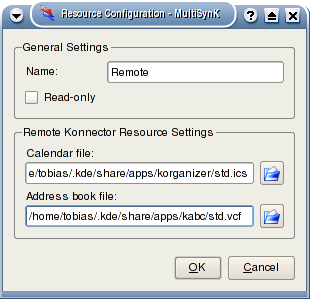 Resource Configuration - MultiSynK
General Settings
Name: Remote
Read-only
Remote Konnector Resource Settings
Calendar file:
e/tobias/.kde/share/apps/korganizer/std.ics
Address book file:
/home/tobias/.kde/share/apps/kabc/std.vcf
OK Cancel